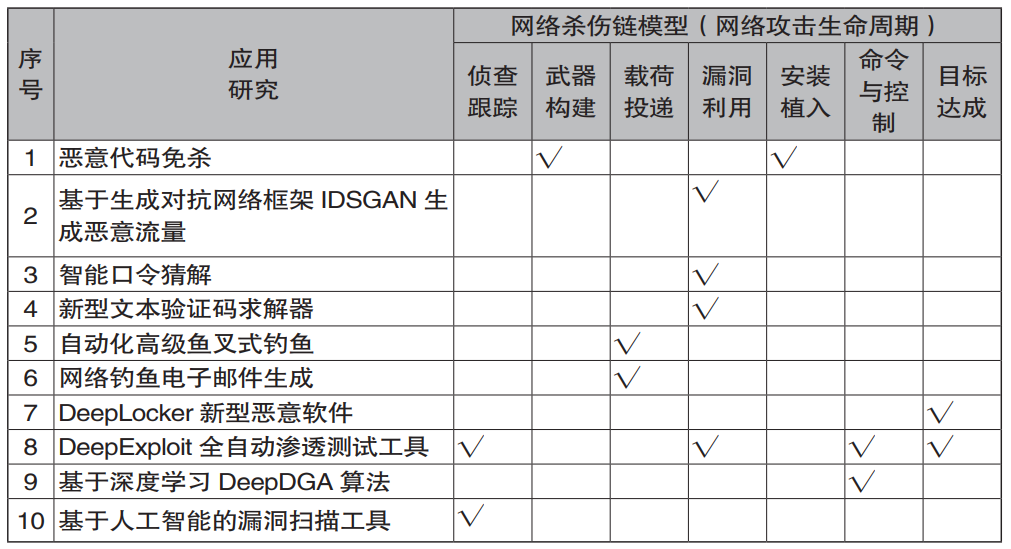 序号 应用研究 网络杀伤链模型（网络攻击生命周期）
侦查跟踪 武器构建 载荷投递 漏洞利用 安装植入 命令与控制 目标达成
1 恶意代码免杀 √ √
2 基于生成对抗网络框架 IDSGAN 生
成恶意流量 √
3 智能口令猜解 √
4 新型文本验证码求解器 √
5 自动化高级鱼叉式钓鱼 √
6 网络钓鱼电子邮件生成 √
7 DeepLocker 新型恶意软件 √
8 DeepExploit 全自动渗透测试工具 √ √ √ √
9 基于深度学习 DeepDGA 算法 √
10 基于人工智能的漏洞扫描工具 √